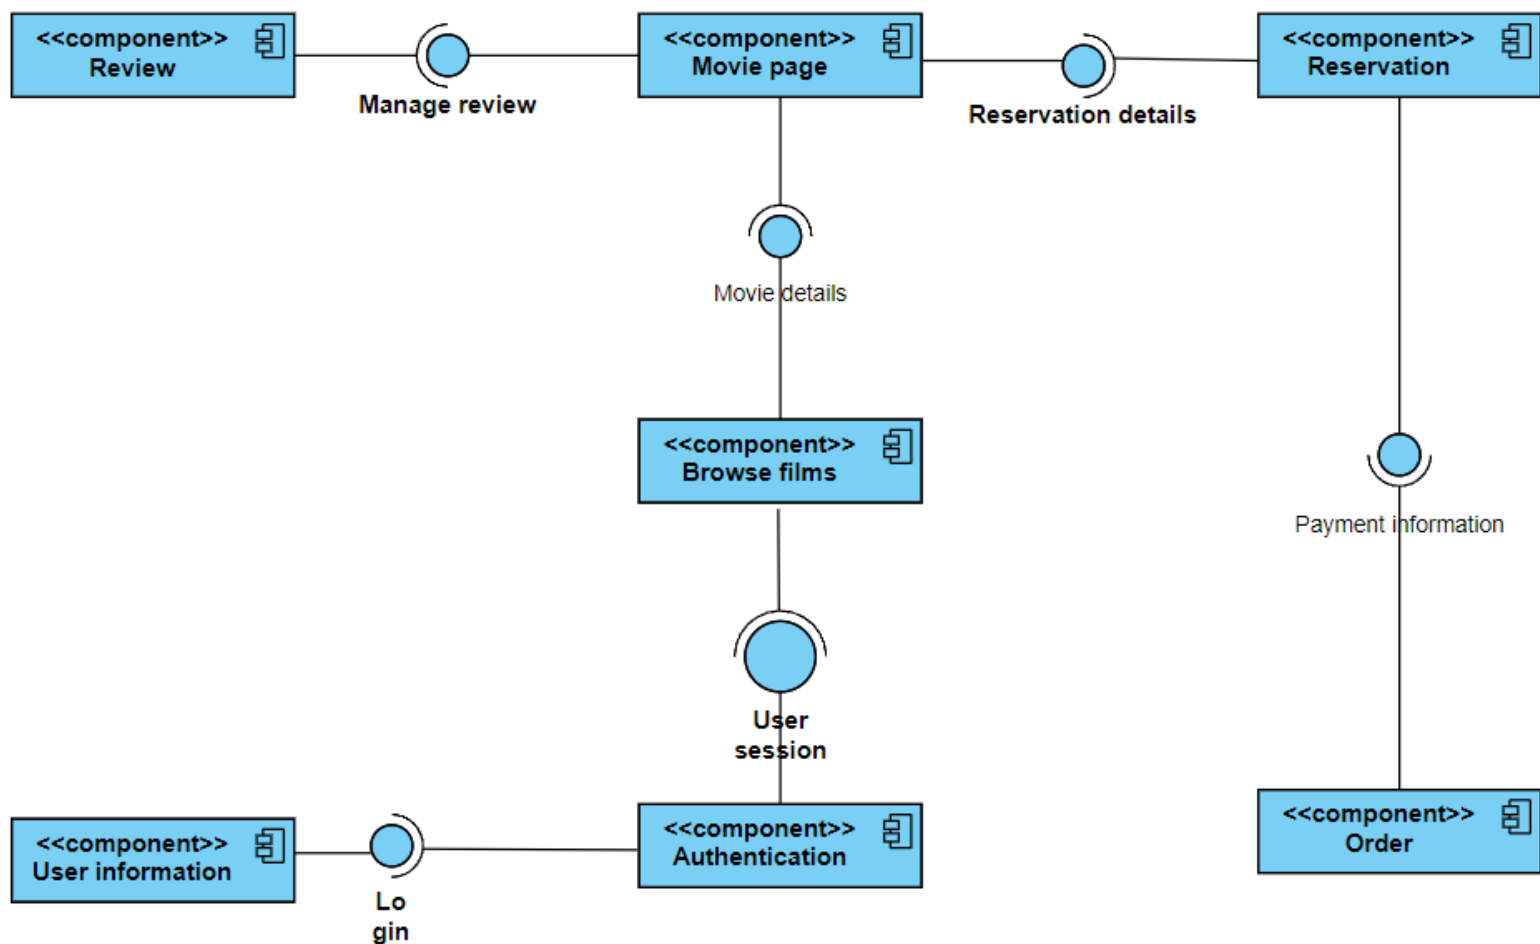 <<component>>
Review
Manage review
<<component>>
Movie page
Reservation details
<<component>>
Reservation
Movie details
<<component>>
Browse films
Payment information
User
session
<<component>>
User information
Lo
gin
<<component>>
Authentication
<<component>>
Order